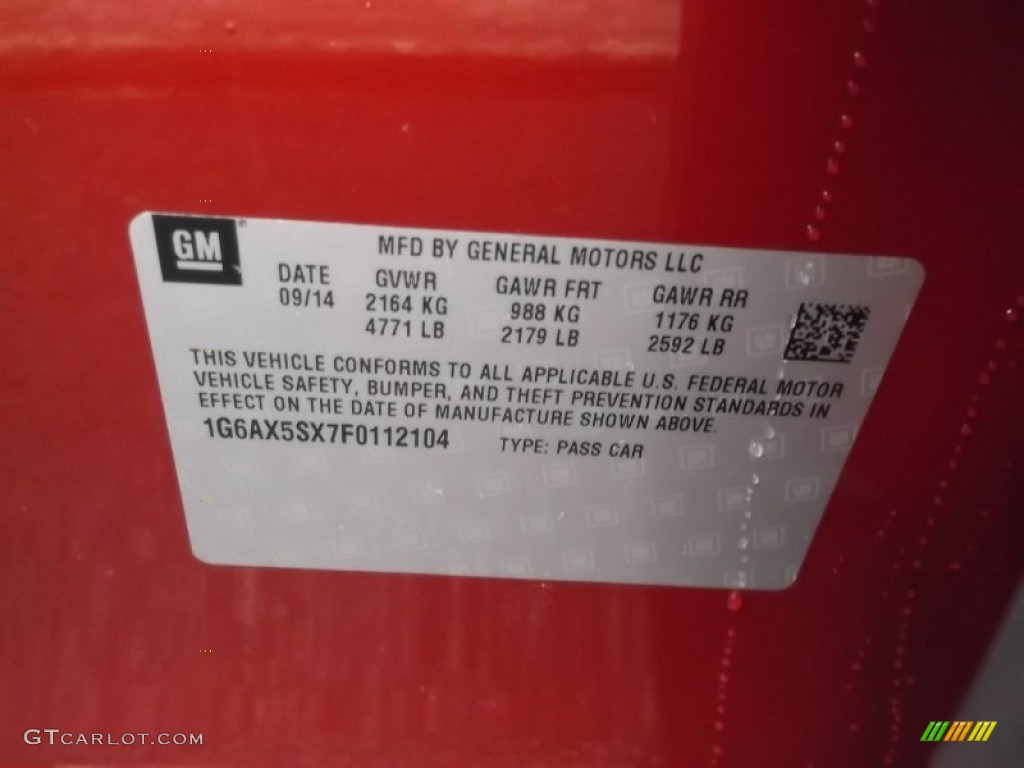 GM
MFD BY GENERAL MOTORS LLC
DATE GVWR GAWR FRT GAWR RR
09/14 2164 KG 988 KG 1176 KG
4771 LB 2179 LB 2592 LB
THIS VEHICLE CONFORMS TO ALL APPLICABLE U.S. FEDERAL MOTOR
VEHICLE SAFETY, BUMPER, AND THEFT PREVENTION STANDARDS IN
EFFECT ON THE DATE OF MANUFACTURE SHOWN ABOVE.
1G6AX5SX7F0112104 TYPE: PASS CAR
GTCARLOT.COM